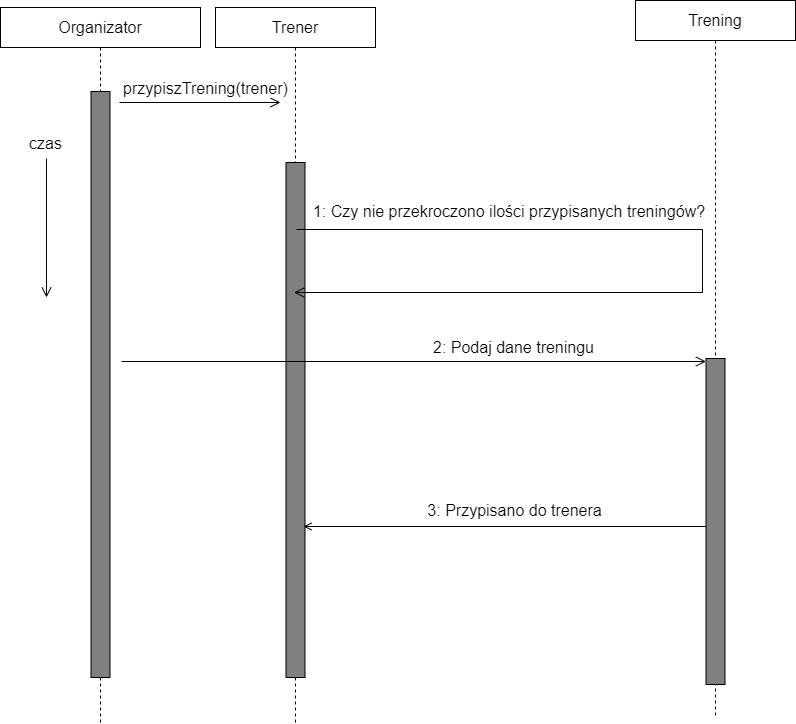 Organizator
Trener
Trening
przypiszTrening(trener)
czas
1: Czy nie przekroczono ilości przypisanych treningów?
2: Podaj dane treningu
3: Przypisano do trenera